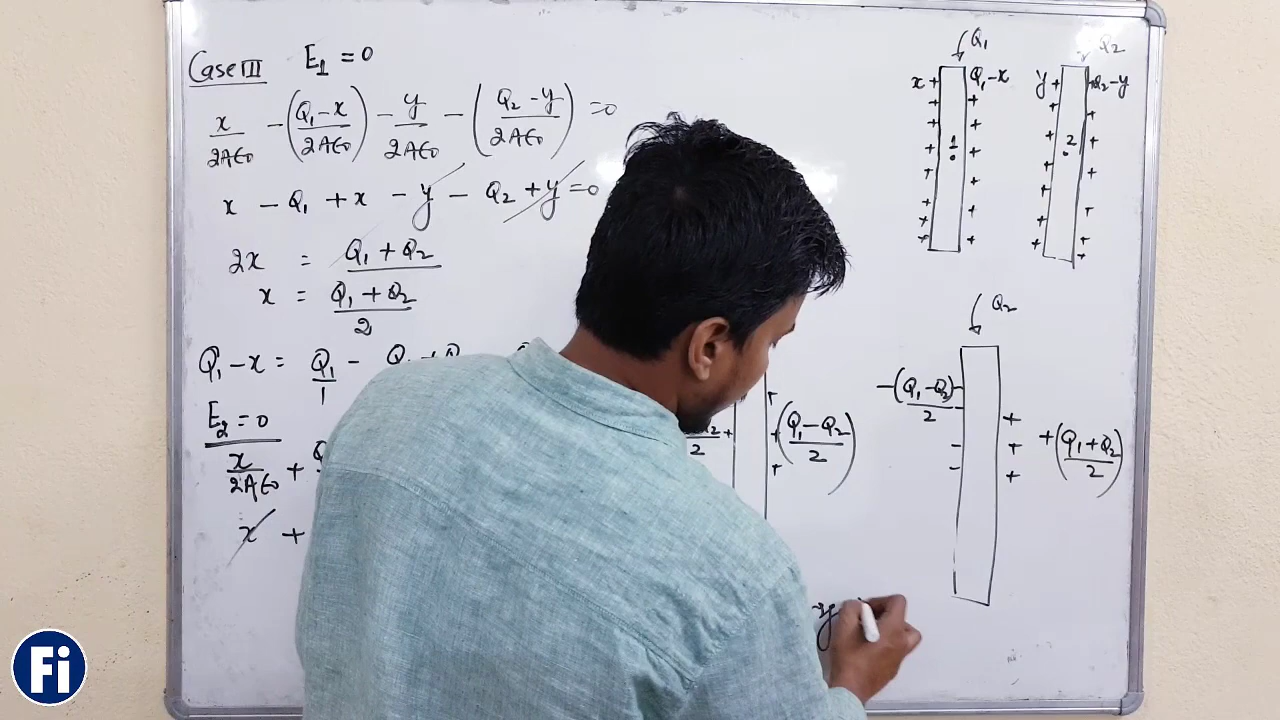 Case III E₁ = 0
x/2Aε₀ - (Q₁-x/2Aε₀) - y/2Aε₀ - (Q₂-y/2Aε₀) = 0
x - Q₁ + x - y - Q₂ + y = 0
2x = Q₁ + Q₂
x = Q₁ + Q₂/2
Q₁-x = Q₁/1 -
E₂ = 0
x/2Aε₀ +
x +
Q₁ Q₂
x + Q₁-x y + Q₂-y
1 2
Q₂
(Q₁-Q₂/2) -(Q₁-Q₂)/2 +(Q₁+Q₂/2)
Fi